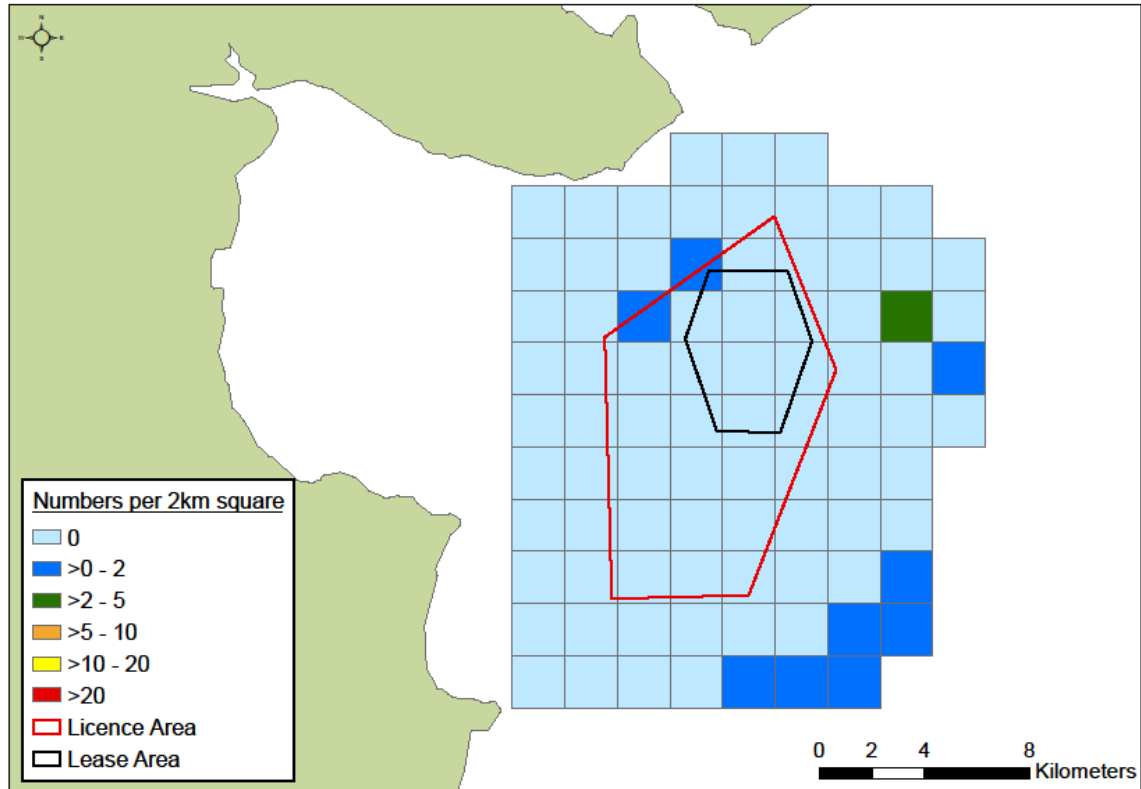 N
W E
S
Numbers per 2km square
0
>0 - 2
>2 - 5
>5 - 10
>10 - 20
>20
Licence Area
Lease Area
0 2 4 8
Kilometers